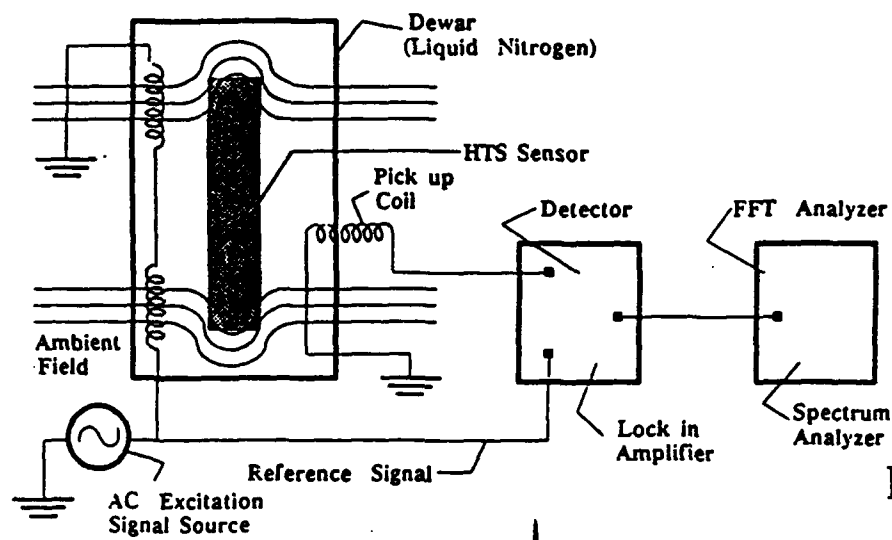 Dewar
(Liquid Nitrogen)
HTS Sensor
Pick up
Coil
Detector
FFT Analyzer
Ambient
Field
Lock in
Amplifier
Spectrum
Analyzer
Reference Signal
AC Excitation
Signal Source